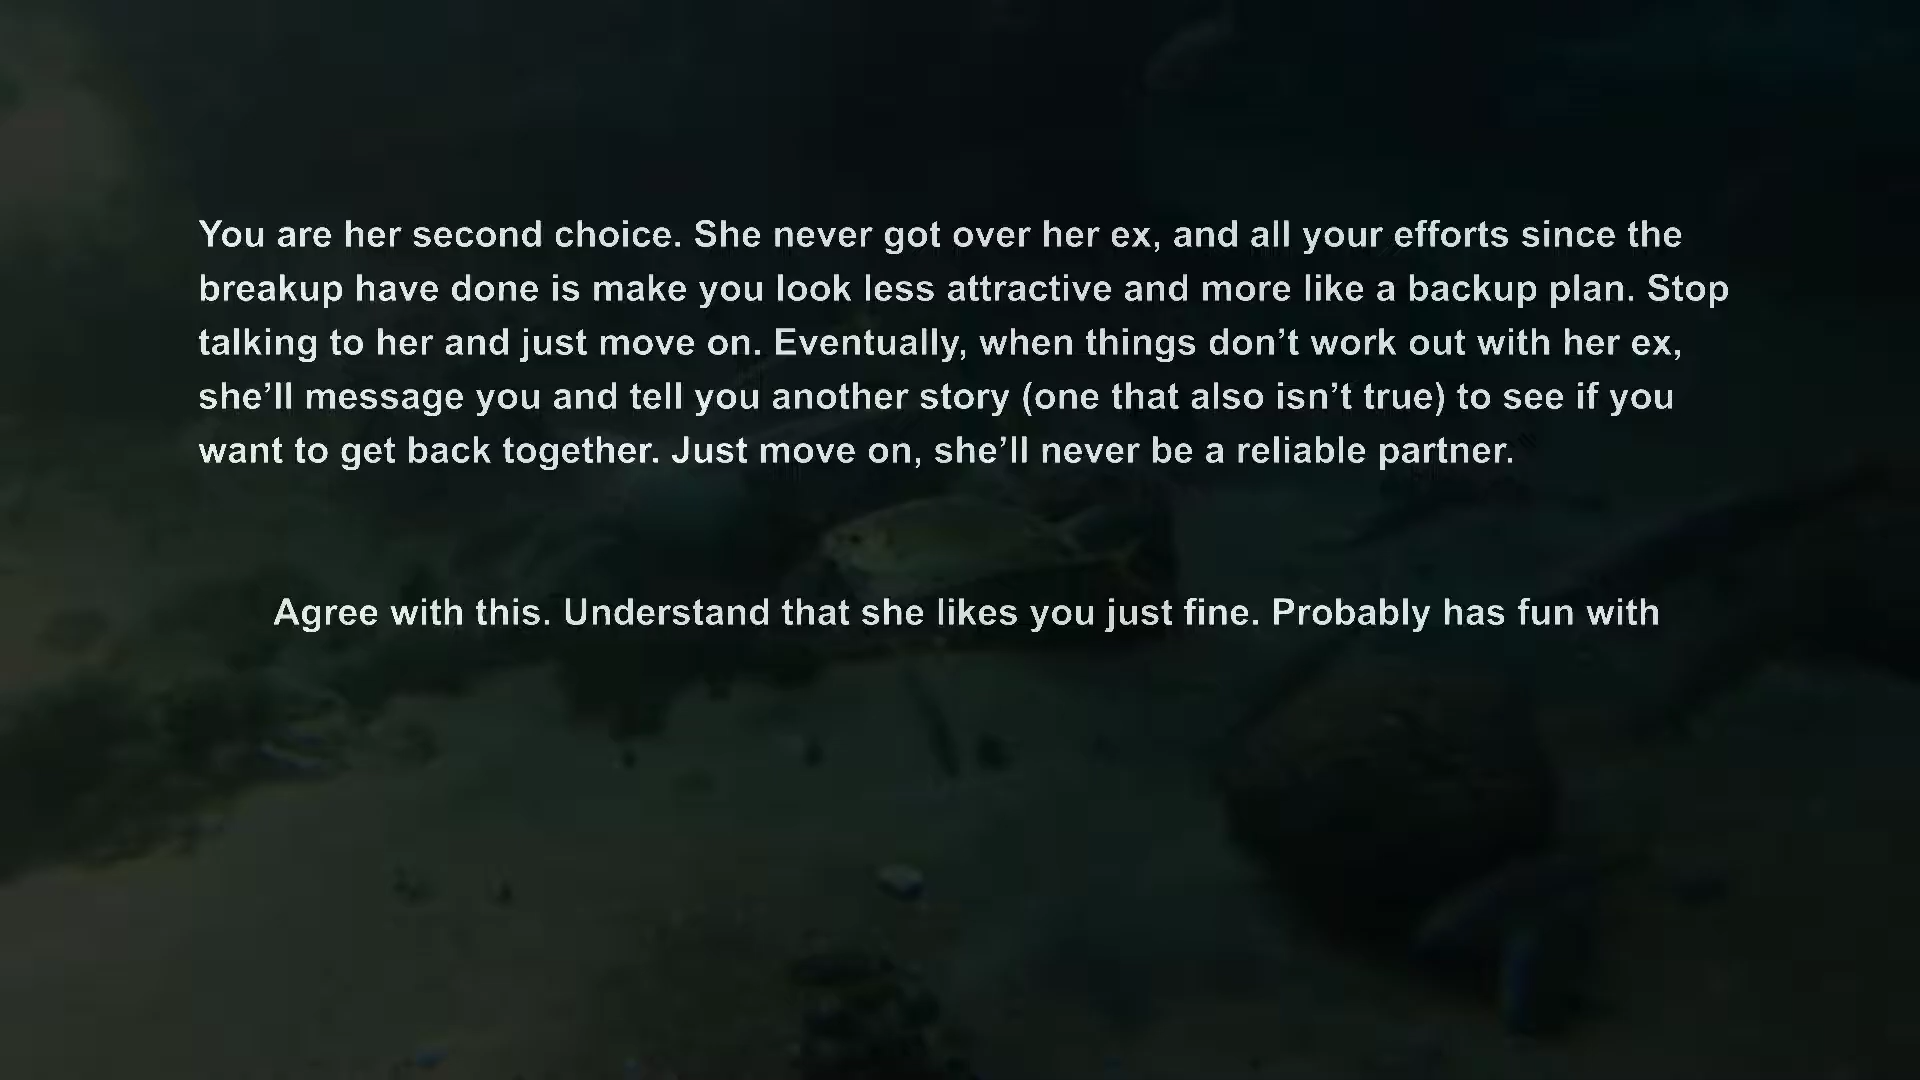 You are her second choice. She never got over her ex, and all your efforts since the
breakup have done is make you look less attractive and more like a backup plan. Stop
talking to her and just move on. Eventually, when things don’t work out with her ex,
she’ll message you and tell you another story (one that also isn’t true) to see if you
want to get back together. Just move on, she’ll never be a reliable partner.
Agree with this. Understand that she likes you just fine. Probably has fun with